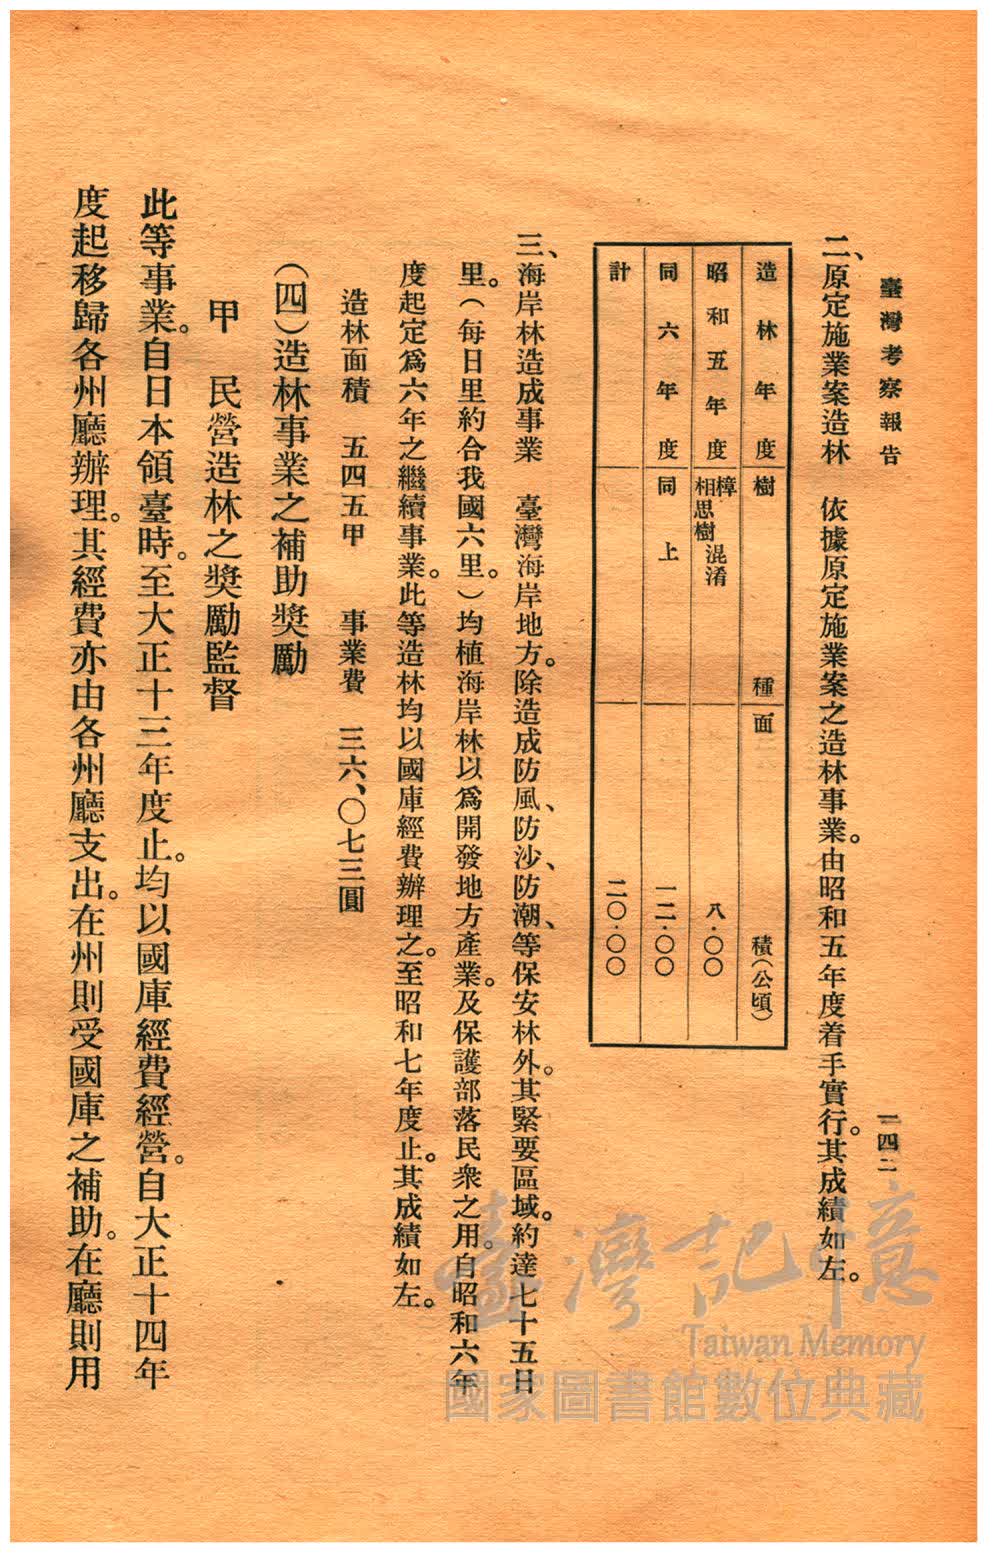 臺灣考察報告 一四二
二、原定施業案造林 依據原定施業案之造林事業。由昭和五年度着手實行。其成績如左。
造林年度 樹種 面積(公頃)
昭和五年度 樟相思樹混淆 八・〇〇
同六年度 同上 一二・〇〇
計 二〇・〇〇
三、海岸林造成事業 臺灣海岸地方。除造成防風、防沙、防潮、等保安林外。其緊要區域。約達七十五日
里。(每日里約合我國六里。)均植海岸林以爲開發地方產業。及保護部落民衆之用。自昭和六年
度起定爲六年之繼續事業。此等造林均以國庫經費辦理之。至昭和七年度止。其成績如左。
造林面積 五四五甲 事業費 三六、〇七三圓
(四)造林事業之補助獎勵
甲 民營造林之獎勵監督
此等事業。自日本領臺時。至大正十三年度止。均以國庫經費經營。自大正十四年
度起移歸各州廳辦理。其經費亦由各州廳支出。在州則受國庫之補助。在廳則用
臺灣記憶
Taiwan Memory
國家圖書館數位典藏